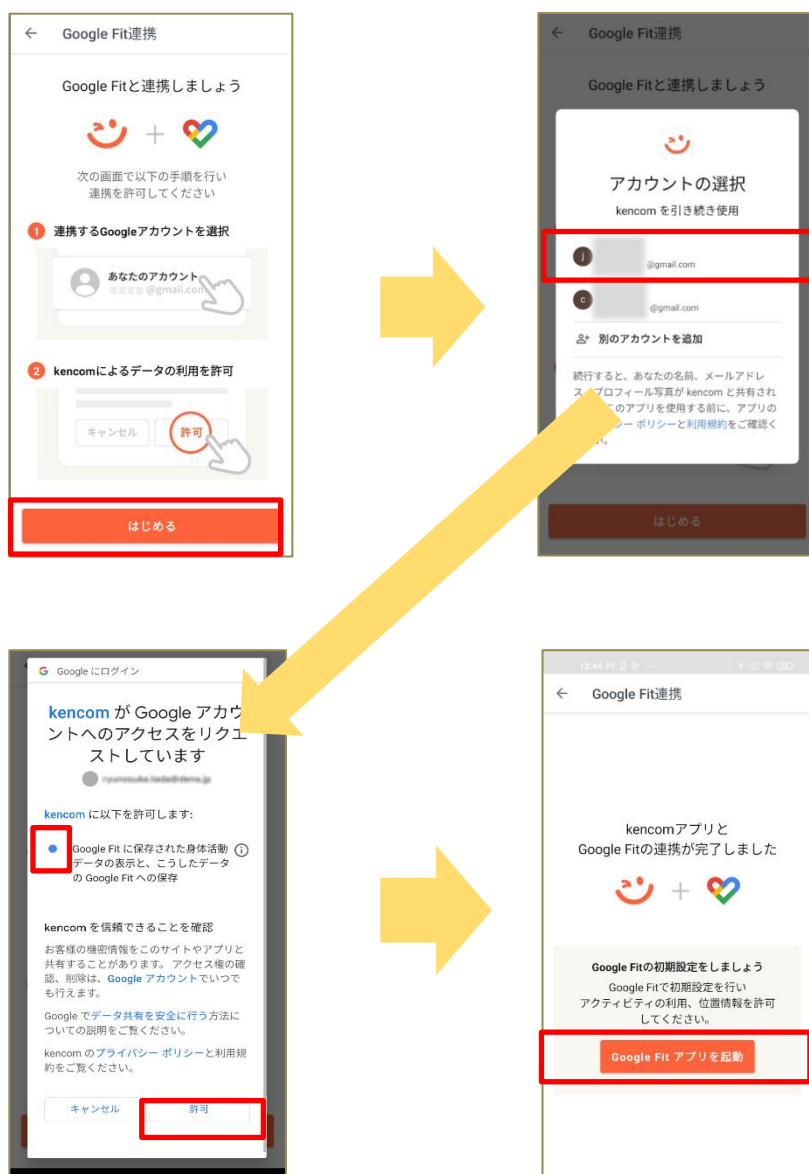 ← Google Fit連携
Google Fitと連携しましょう
次の画面で以下の手順を行い
連携を許可してください
1 連携するGoogleアカウントを選択
あなたのアカウント
@gmail.com
2 kencomによるデータの利用を許可
キャンセル 許可
はじめる
← Google Fit連携
Google Fitと連携しましょう
アカウントの選択
kencom を引き続き使用
j
@gmail.com
c
@gmail.com
別のアカウントを追加
続行すると、あなたの名前、メールアドレ
ス、プロフィール写真が kencom と共有され
このアプリを使用する前に、アプリの
シー ポリシーと利用規約をご確認く
い。
はじめる
G Google にログイン
kencom が Google アカウ
ントへのアクセスをリクエ
ストしています
kencom に以下を許可します:
Google Fit に保存された身体活動
データの表示と、こうしたデータ
の Google Fit への保存
kencom を信頼できることを確認
お客様の機密情報をこのサイトやアプリと
共有することがあります。 アクセス権の確
認、削除は、Google アカウントでいつで
も行えます。
Google でデータ共有を安全に行う方法に
ついての説明をご覧ください。
kencom のプライバシー ポリシーと利用規
約をご覧ください。
キャンセル 許可
12:44
← Google Fit連携
kencomアプリと
Google Fitの連携が完了しました
Google Fitの初期設定をしましょう
Google Fitで初期設定を行い
アクティビティの利用、位置情報を許可
してください。
Google Fit アプリを起動